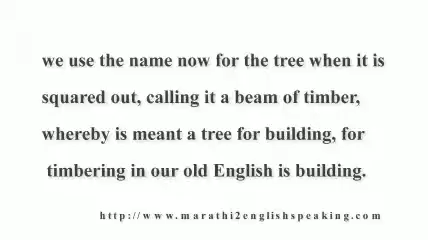 we use the name now for the tree when it is
squared out, calling it a beam of timber,
whereby is meant a tree for building, for
timbering in our old English is building.
http://www.marathi2englishspeaking.com